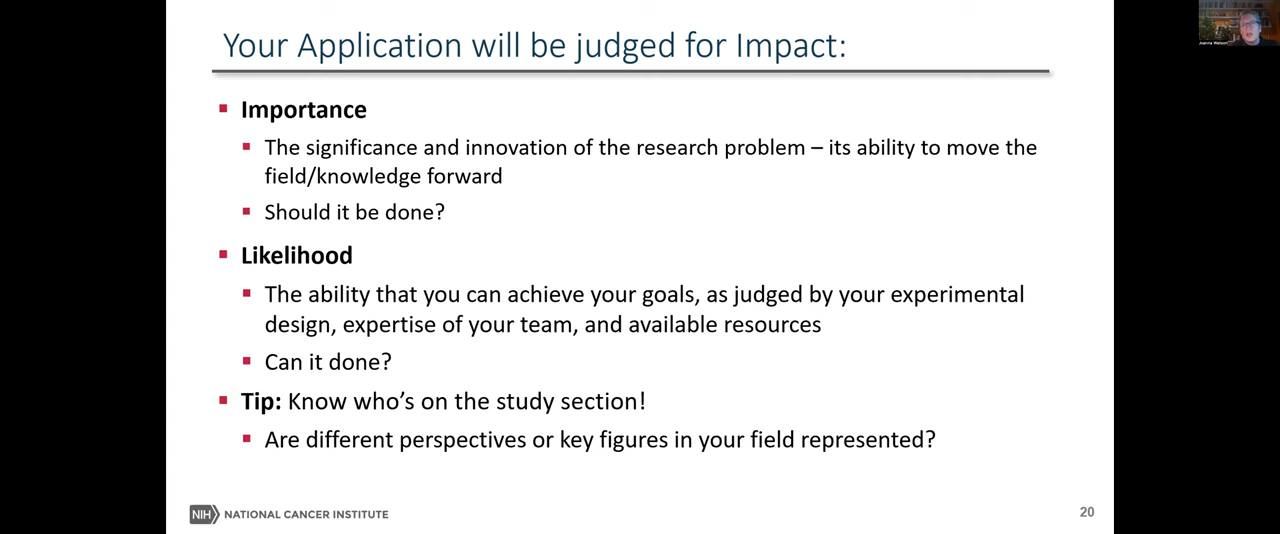 Your Application will be judged for Impact:
Importance
The significance and innovation of the research problem – its ability to move the
field/knowledge forward
Should it be done?
Likelihood
The ability that you can achieve your goals, as judged by your experimental
design, expertise of your team, and available resources
Can it done?
Tip: Know who's on the study section!
Are different perspectives or key figures in your field represented?
NIH NATIONAL CANCER INSTITUTE
20
Joanna Watson